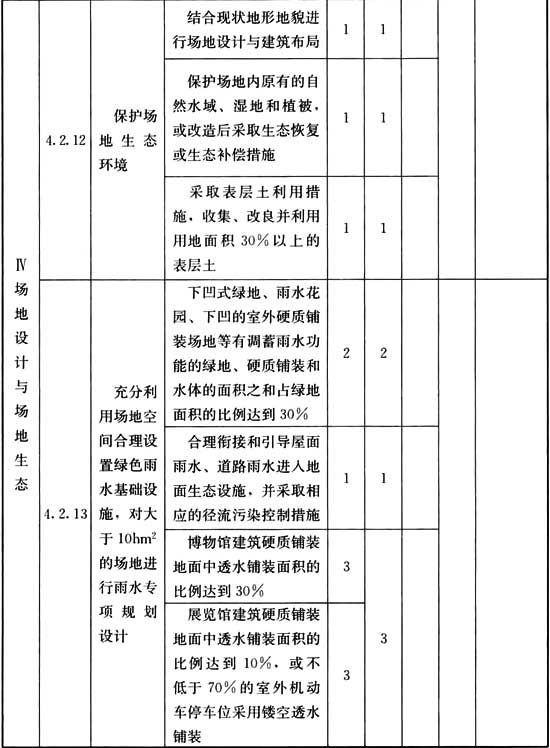 结合现状地形地貌进
行场地设计与建筑布局
1
1
4.2.12
保护场
地生态
环境
保护场地内原有的自
然水域、湿地和植被，
或改造后采取生态恢复
或生态补偿措施
1
1
采取表层土利用措
施，收集、改良并利用
用地面积30%以上的
表层土
1
1
Ⅳ
场
地
设
计
与
场
地
生
态
4.2.13
充分利
用场地空
间合理设
置绿色雨
水基础设
施，对大
于10hm²
的场地进
行雨水专
项规划
设计
下凹式绿地、雨水花
园、下凹的室外硬质铺
装场地等有调蓄雨水功
能的绿地、硬质铺装和
水体的面积之和占绿地
面积的比例达到30%
2
2
合理衔接和引导屋面
雨水、道路雨水进入地
面生态设施，并采取相
应的径流污染控制措施
1
1
博物馆建筑硬质铺装
地面中透水铺装面积的
比例达到30%
3
3
展览馆建筑硬质铺装
地面中透水铺装面积的
比例达到10%，或不
低于70%的室外机动
车停车位采用镂空透水
铺装
3